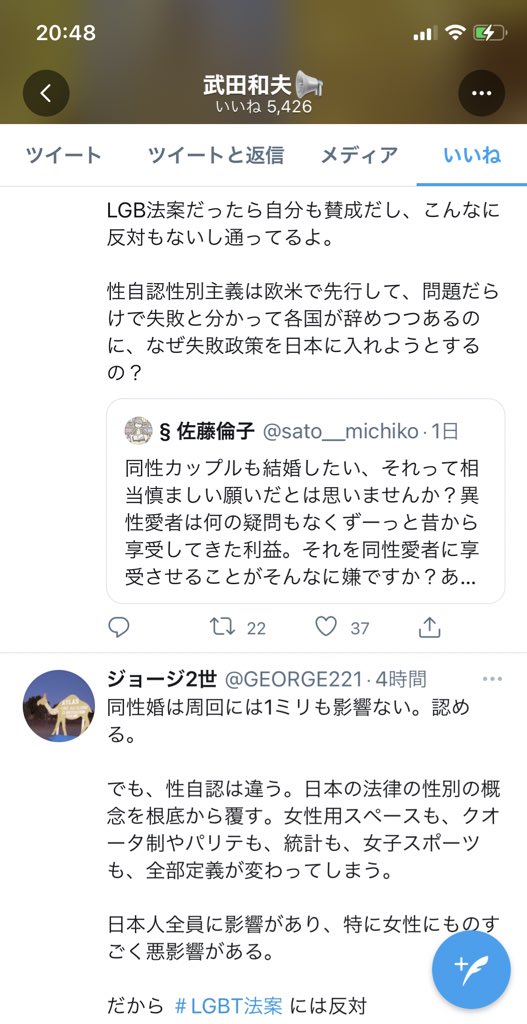 20:48
武田和夫📢
いいね 5,426
ツイート ツイートと返信 メディア いいね
LGB法案だったら自分も賛成だし、こんなに
反対もないし通ってるよ。
性自認性別主義は欧米で先行して、問題だら
けで失敗と分かって各国が辞めつつあるの
に、なぜ失敗政策を日本に入れようとする
の？
§ 佐藤倫子 @sato__michiko · 1日
同性カップルも結婚したい、それって相
当慎ましい願いだとは思いませんか？異
性愛者は何の疑問もなくずーっと昔から
享受してきた利益。それを同性愛者に享
受させることがそんなに嫌ですか？あ...
22 37
ジョージ2世 @GEORGE221 · 4時間
同性婚は周回には1ミリも影響ない。認め
る。
でも、性自認は違う。日本の法律の性別の概
念を根底から覆す。女性用スペースも、クオ
ータ制やパリテも、統計も、女子スポーツ
も、全部定義が変わってしまう。
日本人全員に影響があり、特に女性にものす
ごく悪影響がある。
だから #LGBT法案 には反対